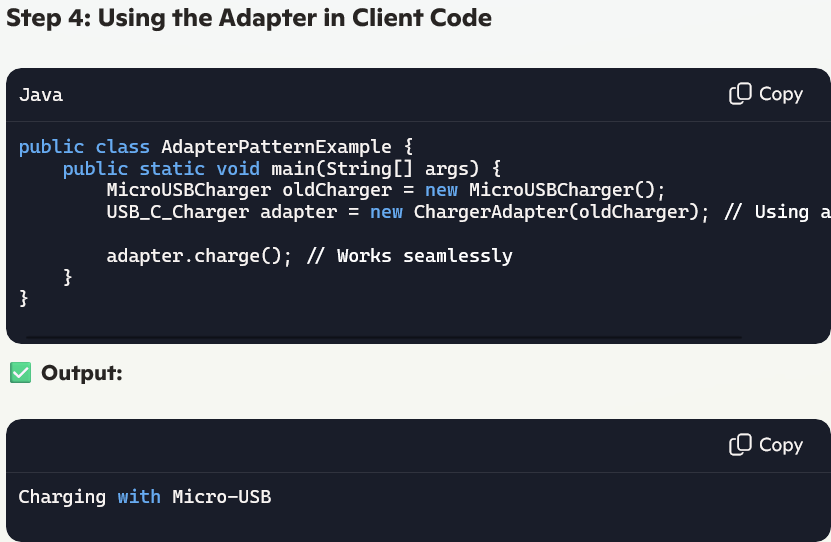 Step 4: Using the Adapter in Client Code
Java
Copy
public class AdapterPatternExample {
    public static void main(String[] args) {
        MicroUSBCharger oldCharger = new MicroUSBCharger();
        USB_C_Charger adapter = new ChargerAdapter(oldCharger); // Using a
        adapter.charge(); // Works seamlessly
    }
}
✅ Output:
Copy
Charging with Micro-USB